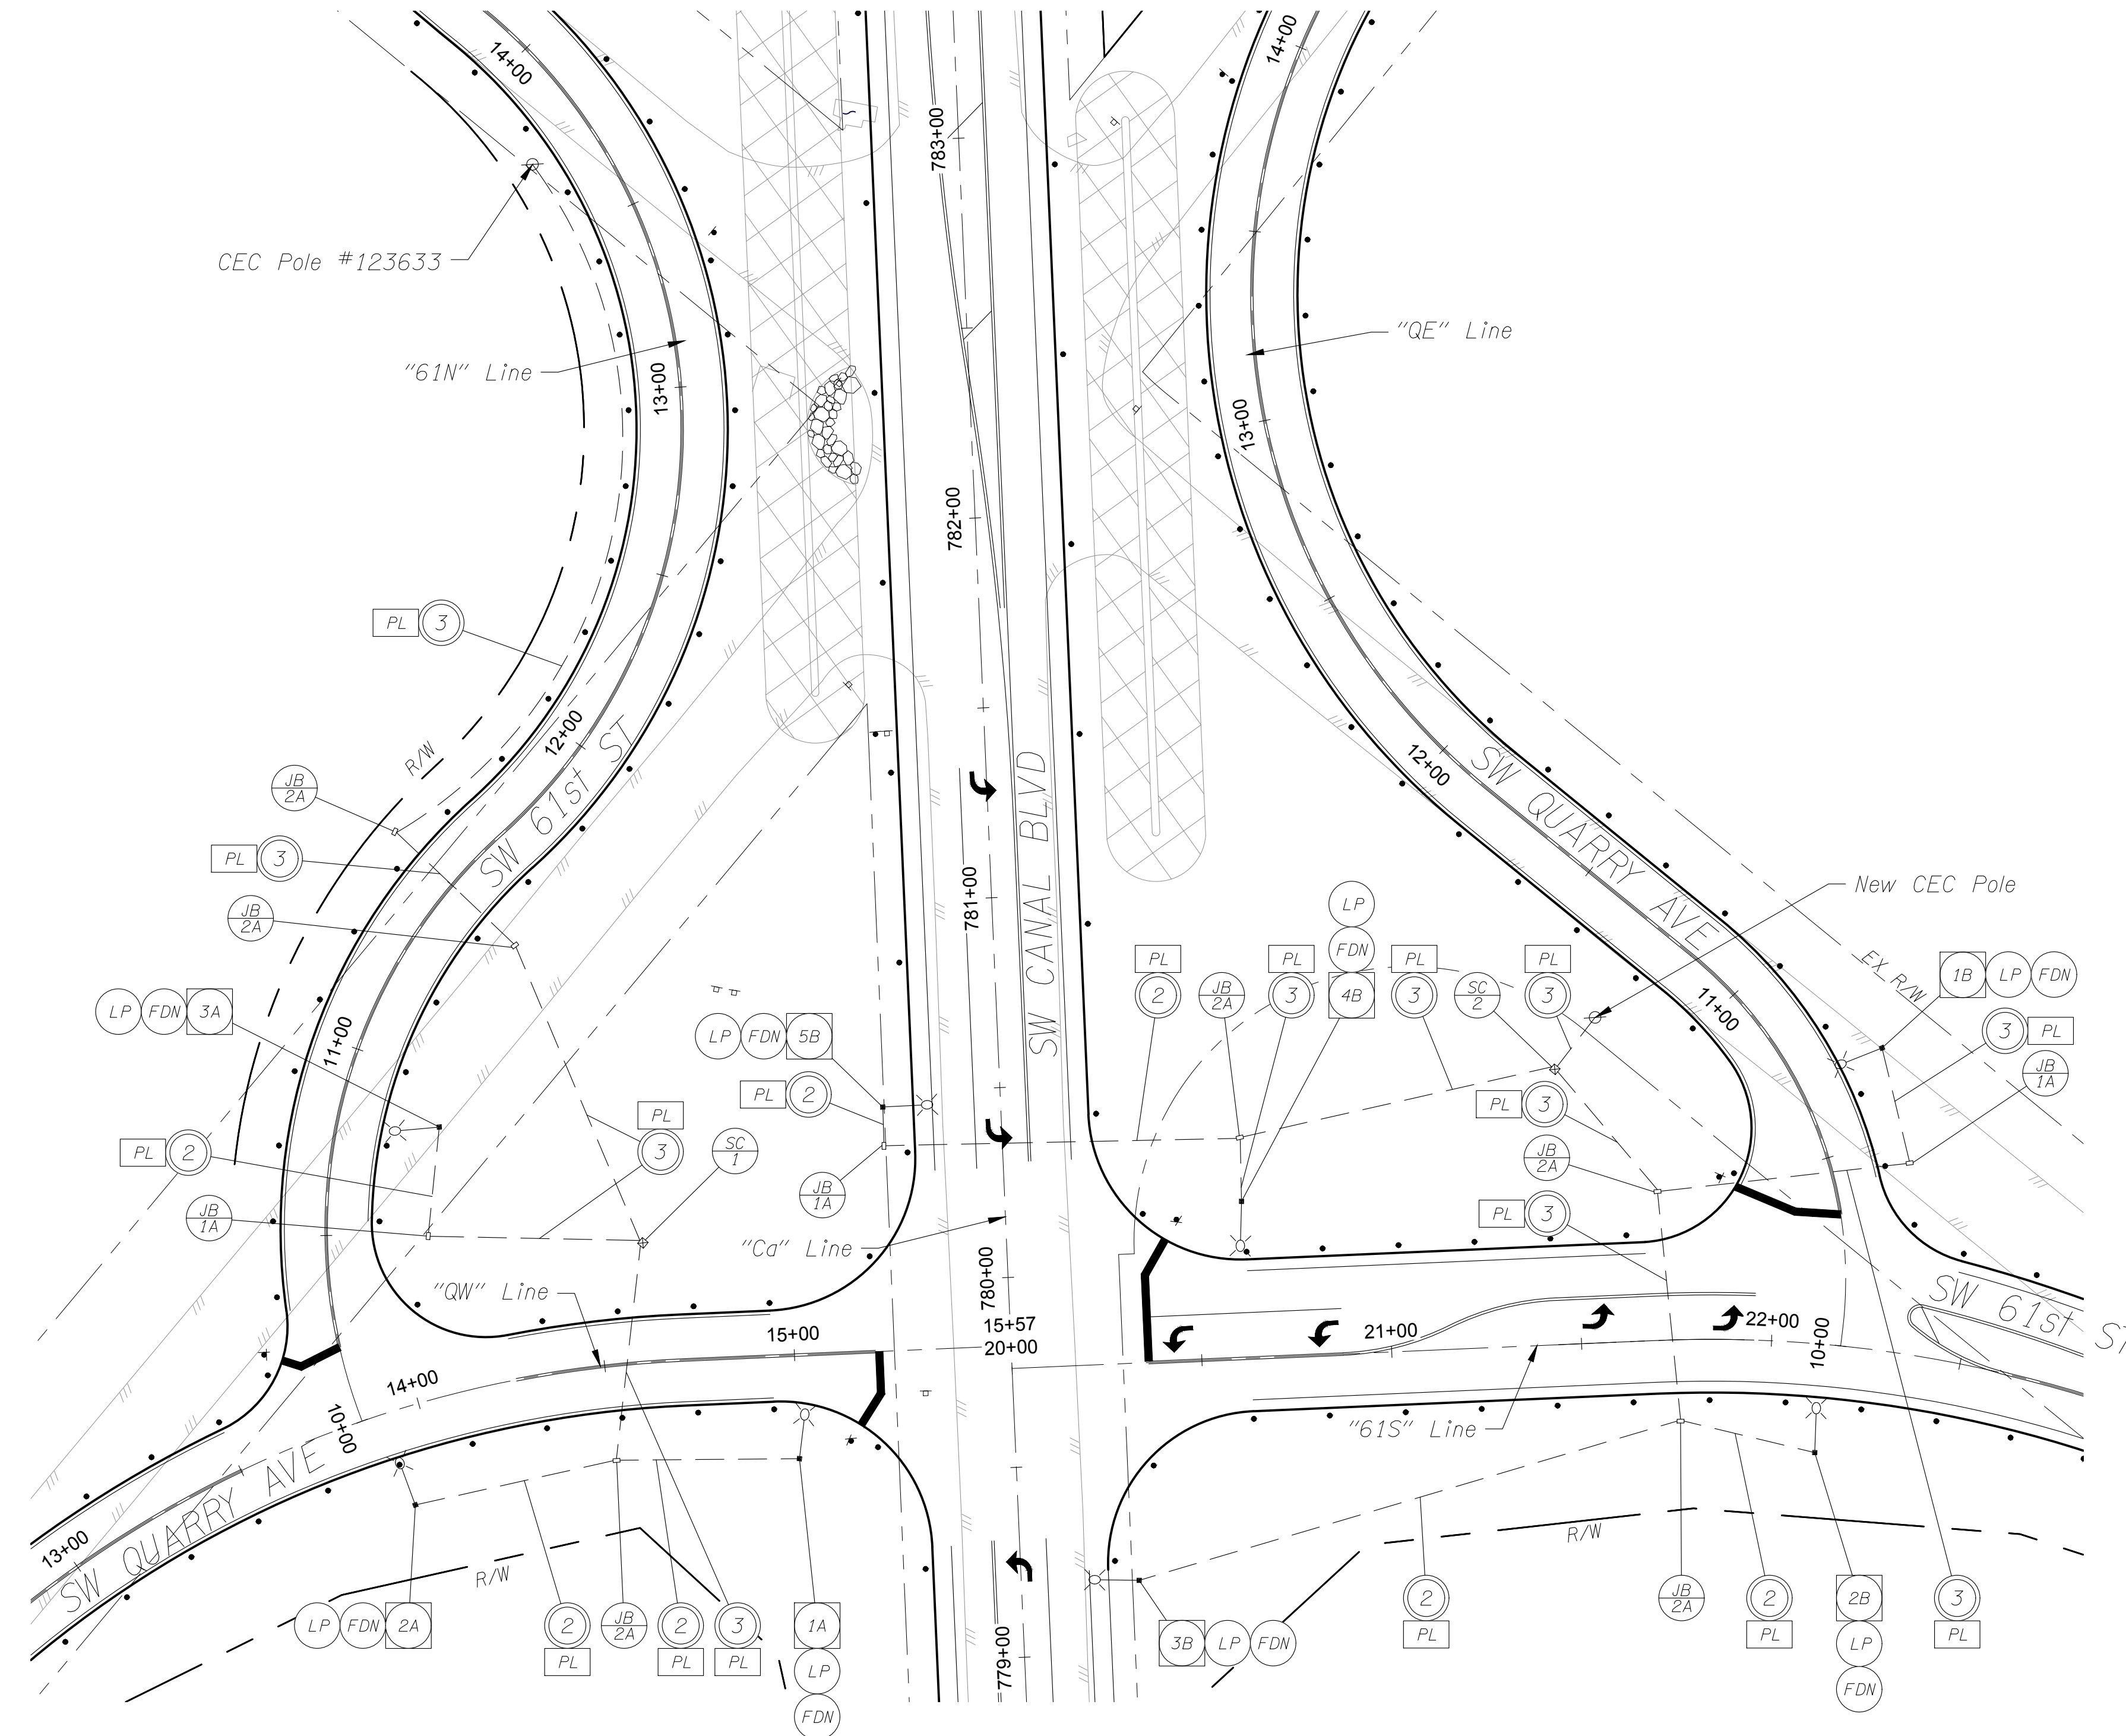 14+00
783+00
14+00
CEC Pole #123633
"61N" Line
"QE" Line
13+00
13+00
782+00
PL 3
R/W
12+00
SW 61st ST
JB
2A
PL 3
JB
2A
SW CANAL BLVD
781+00
12+00
SW QUARRY AVE
New CEC Pole
EX R/W
LP
FDN
4B
PL
2
JB
2A
PL
3
PL
3
SC
2
PL
3
11+00
1B LP FDN
3 PL
JB
1A
LP FDN 3A
11+00
LP FDN 5B
PL 2
JB
1A
PL 2
JB
1A
PL
3
SC
1
PL 3
JB
2A
PL 3
"Ca" Line
780+00
"QW" Line
15+00
15+57
20+00
21+00
22+00
10+00
SW 61st ST
14+00
10+00
"61S" Line
SW QUARRY AVE
13+00
R/W
R/W
779+00
LP FDN 2A
2
PL
JB
2A
2
PL
3
PL
1A
LP
FDN
3B LP FDN
2
PL
JB
2A
2
PL
2B
LP
FDN
3
PL